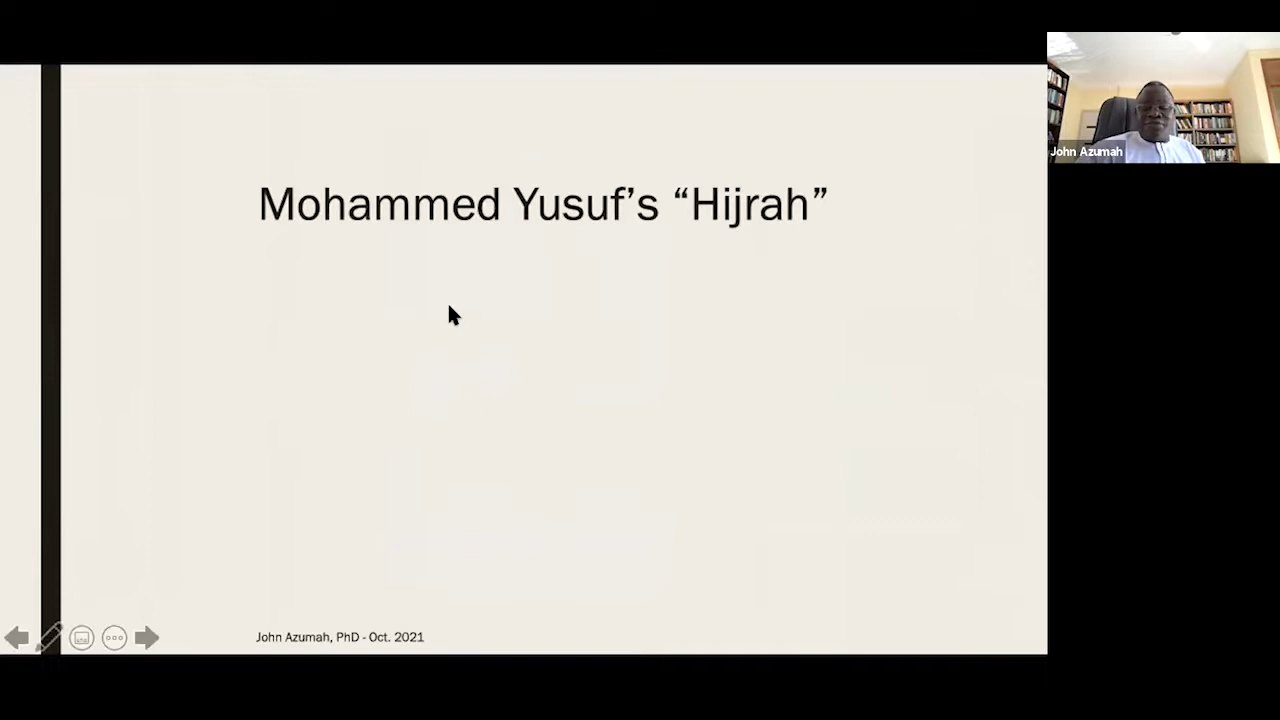 Mohammed Yusuf’s “Hijrah”
John Azumah
John Azumah, PhD - Oct. 2021